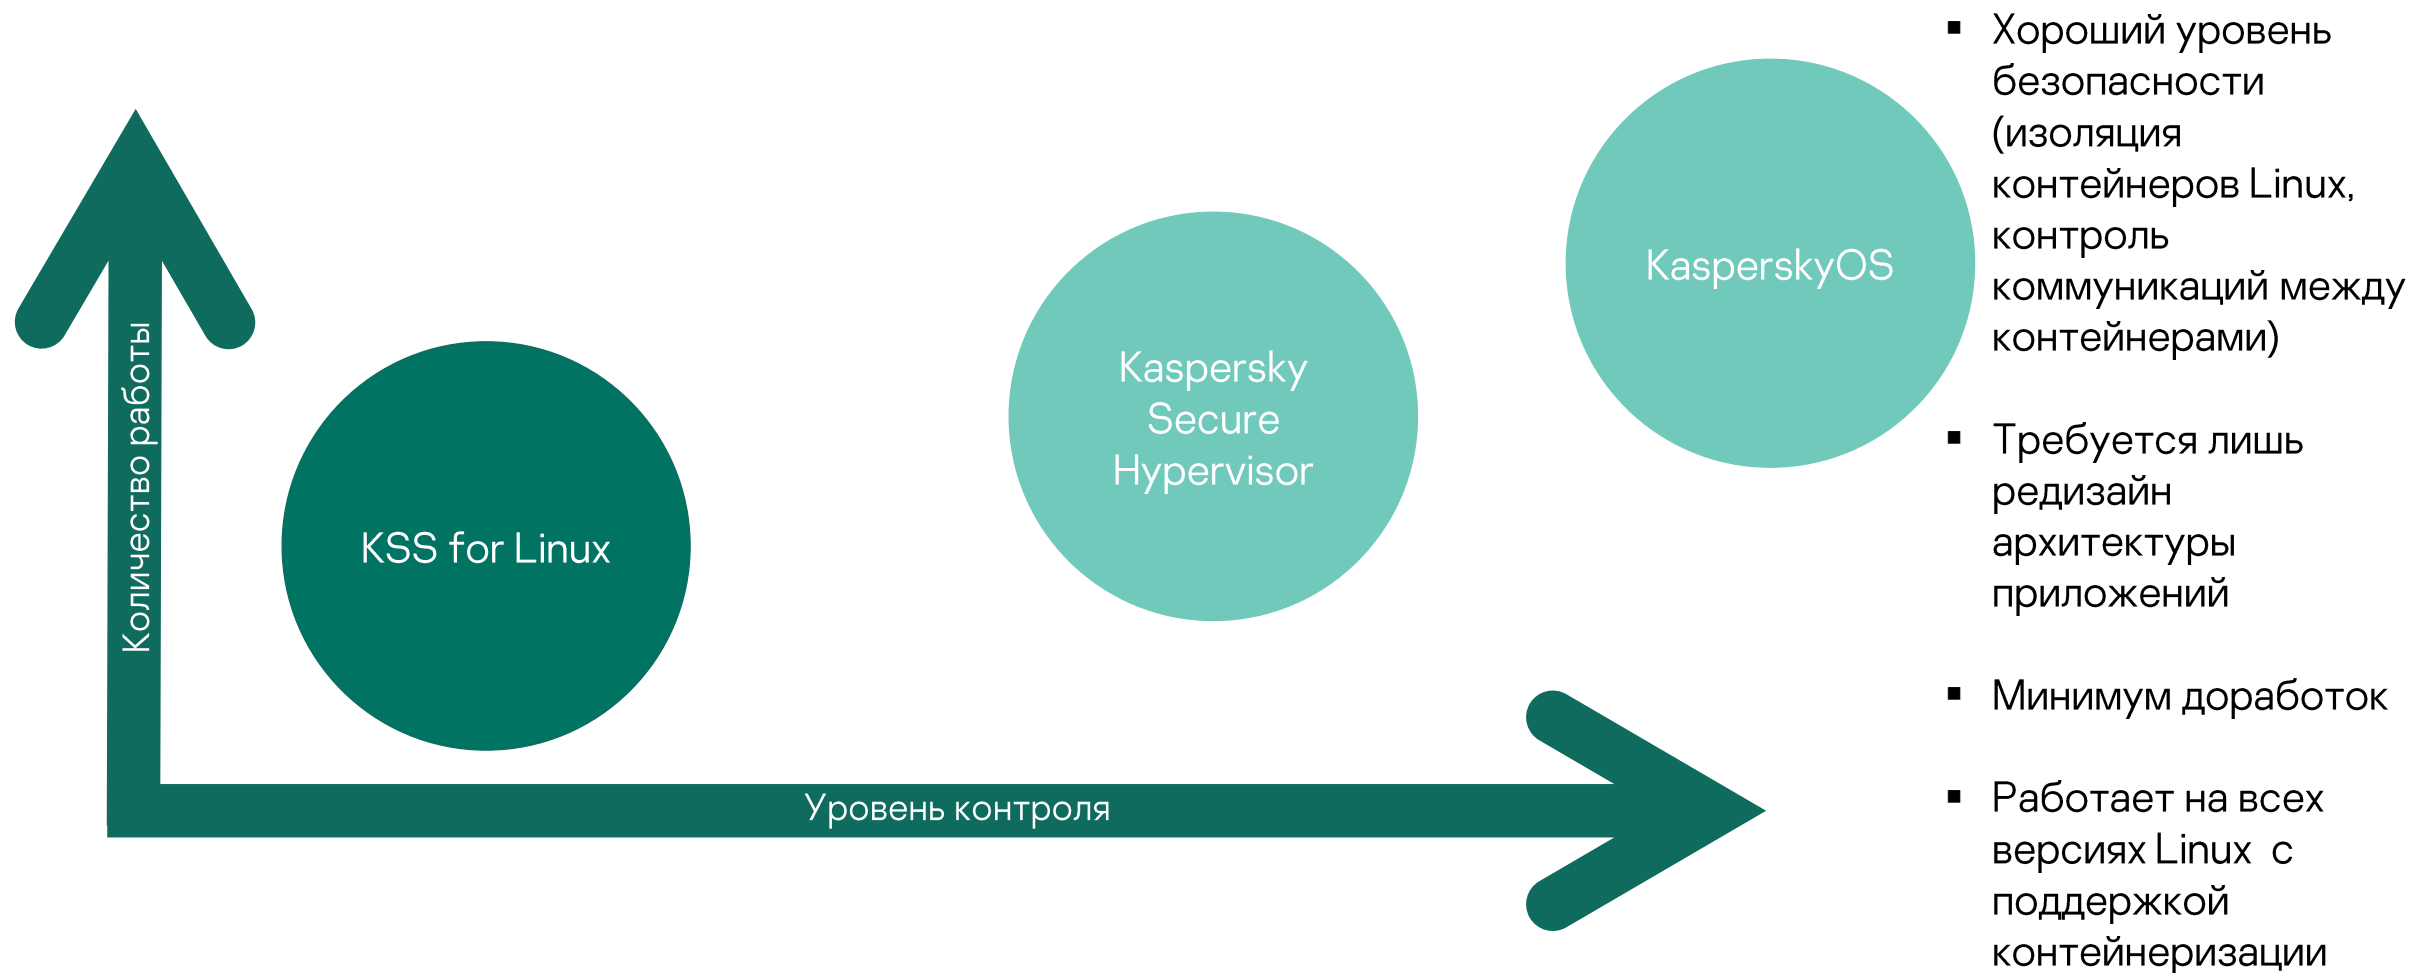 Количество работы
KSS for Linux
Kaspersky
Secure
Hypervisor
KasperskyOS
Уровень контроля
▪ Хороший уровень
безопасности
(изоляция
контейнеров Linux,
контроль
коммуникаций между
контейнерами)
▪ Требуется лишь
редизайн
архитектуры
приложений
▪ Минимум доработок
▪ Работает на всех
версиях Linux с
поддержкой
контейнеризации